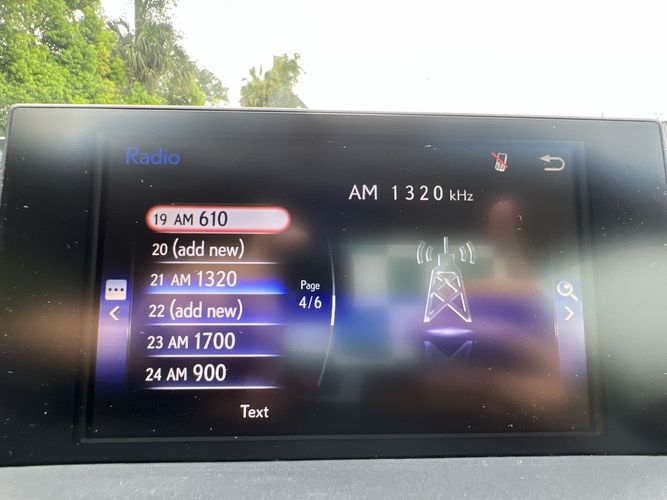 Radio
AM 1320 kHz
19 AM 610
20 (add new)
21 AM 1320
22 (add new)
23 AM 1700
24 AM 900
Page
4/6
Text